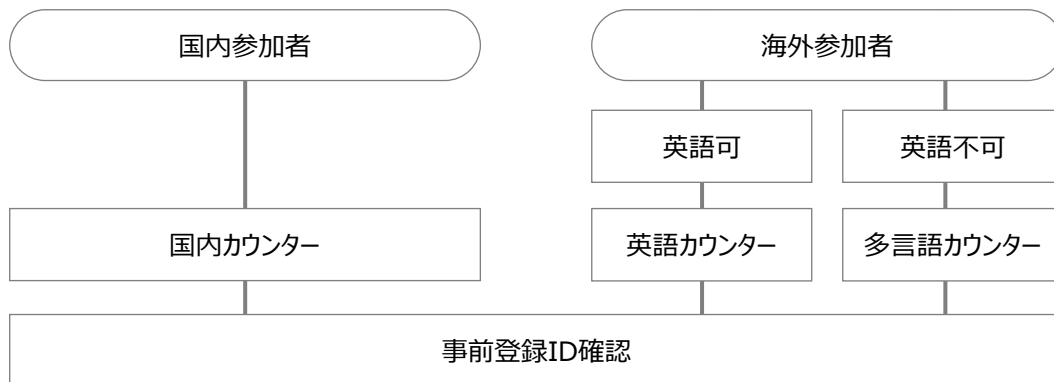 国内参加者
海外参加者
英語可
英語不可
国内カウンター
英語カウンター
多言語カウンター
事前登録ID確認